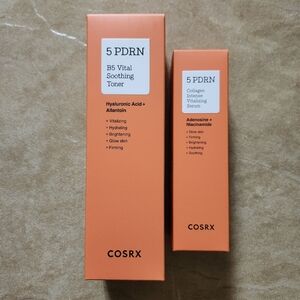 5 PDRN
B5 Vital
Soothing
Toner
Hyaluronic Acid +
Allantoin
+ Vitalizing
+ Hydrating
+ Brightening
+ Glow skin
+ Firming
COSRX
5 PDRN
Collagen
Intense
Vitalizing
Serum
Adenosine +
Niacinamide
+ Glow skin
+ Firming
+ Brightening
+ Hydrating
+ Soothing
COSRX